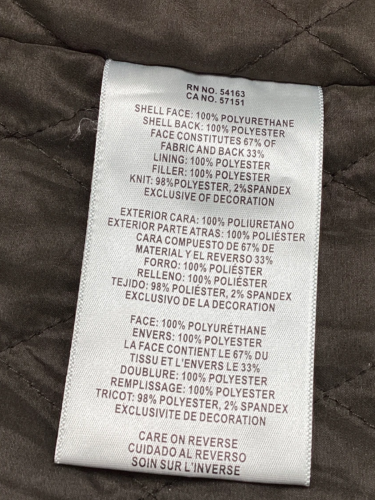 RN NO. 54163
CA NO. 57151
SHELL FACE: 100% POLYURETHANE
SHELL BACK: 100% POLYESTER
FACE CONSTITUTES 67% OF
FABRIC AND BACK 33%
LINING: 100% POLYESTER
FILLER: 100% POLYESTER
KNIT: 98%POLYESTER, 2%SPANDEX
EXCLUSIVE OF DECORATION
EXTERIOR CARA: 100% POLIURETANO
EXTERIOR PARTE ATRAS: 100% POLIÉSTER
CARA COMPUESTO DE 67% DE
MATERIAL Y EL REVERSO 33%
FORRO: 100% POLIÉSTER
RELLENO: 100% POLIÉSTER
TEJIDO: 98% POLIÉSTER, 2% SPANDEX
EXCLUSIVO DE LA DECORATION
FACE: 100% POLYURÉTHANE
ENVERS: 100% POLYESTER
LA FACE CONTIENT LE 67% DU
TISSU ET L'ENVERS LE 33%
DOUBLURE: 100% POLYESTER
REMPLISSAGE: 100% POLYESTER
TRICOT: 98% POLYESTER, 2% SPANDEX
EXCLUSIVITE DE DECORATION
CARE ON REVERSE
CUIDADO AL REVERSO
SOIN SUR L'INVERSE